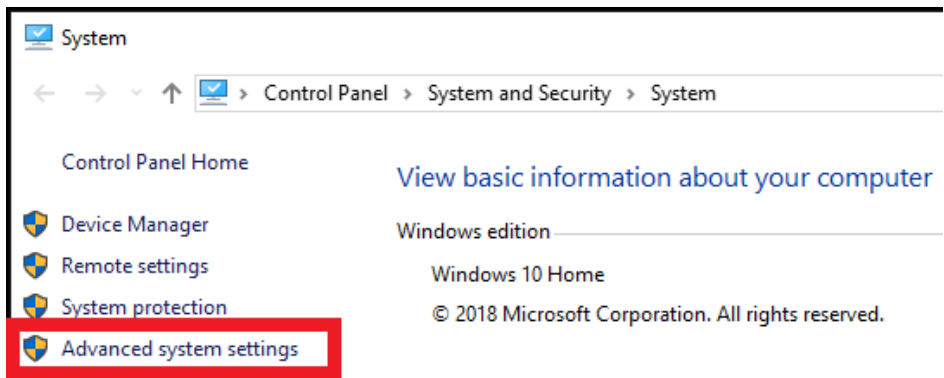 System
Control Panel > System and Security > System
Control Panel Home
View basic information about your computer
Device Manager
Windows edition
Remote settings
Windows 10 Home
System protection
© 2018 Microsoft Corporation. All rights reserved.
Advanced system settings